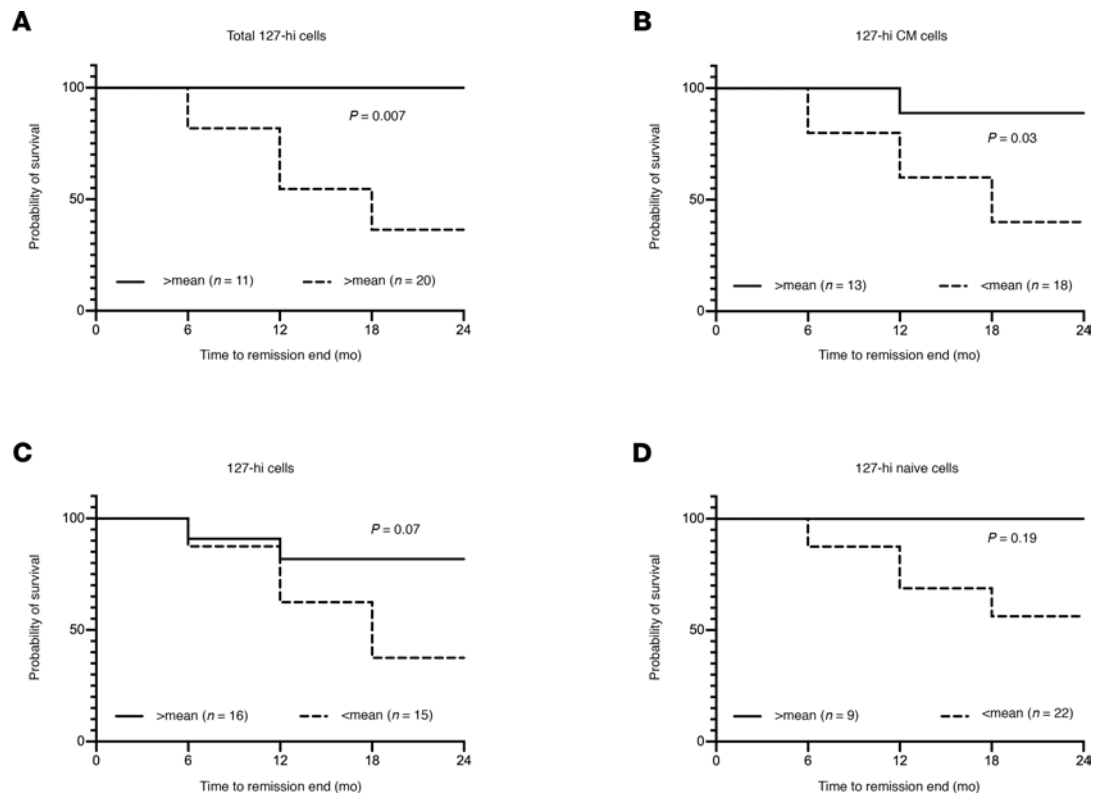 A
Total 127-hi cells
100
50
0
P = 0.007
>mean (n = 11)
>mean (n = 20)
0 6 12 18 24
Probability of survival
Time to remission end (mo)
B
127-hi CM cells
100
50
0
P = 0.03
>mean (n = 13)
<mean (n = 18)
0 6 12 18 24
Probability of survival
Time to remission end (mo)
C
127-hi cells
100
50
0
P = 0.07
>mean (n = 16)
<mean (n = 15)
0 6 12 18 24
Probability of survival
Time to remission end (mo)
D
127-hi naive cells
100
50
0
P = 0.19
>mean (n = 9)
<mean (n = 22)
0 6 12 18 24
Probability of survival
Time to remission end (mo)